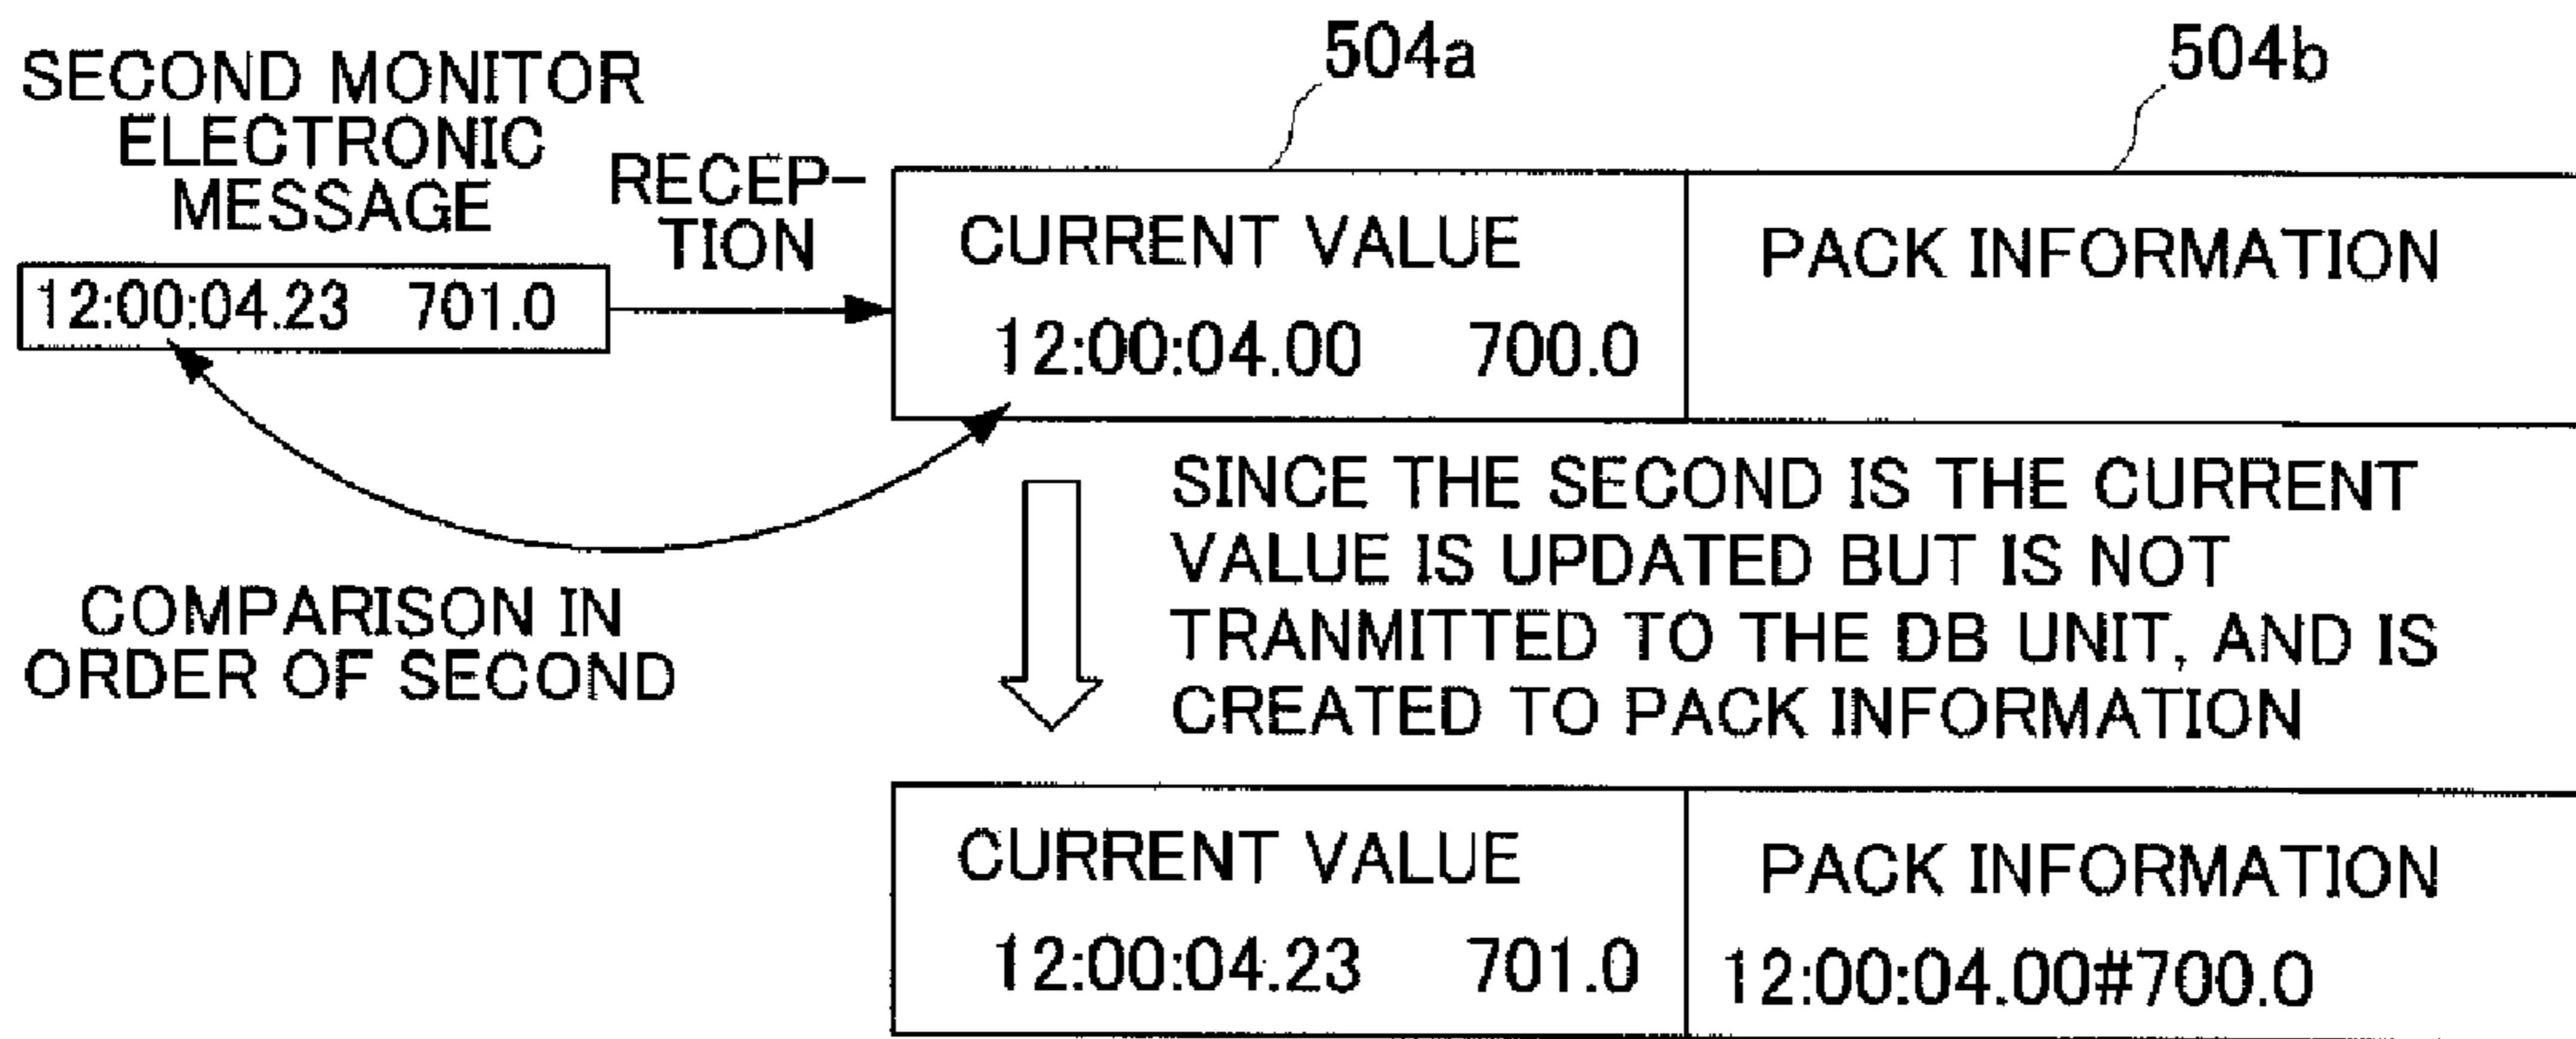 504a
504b
SECOND MONITOR
ELECTRONIC
MESSAGE
RECEP-
TION
12:00:04.23 701.0
CURRENT VALUE
12:00:04.00 700.0
PACK INFORMATION
COMPARISON IN
ORDER OF SECOND
SINCE THE SECOND IS THE CURRENT
VALUE IS UPDATED BUT IS NOT
TRANMITTED TO THE DB UNIT, AND IS
CREATED TO PACK INFORMATION
CURRENT VALUE
12:00:04.23 701.0
PACK INFORMATION
12:00:04.00#700.0